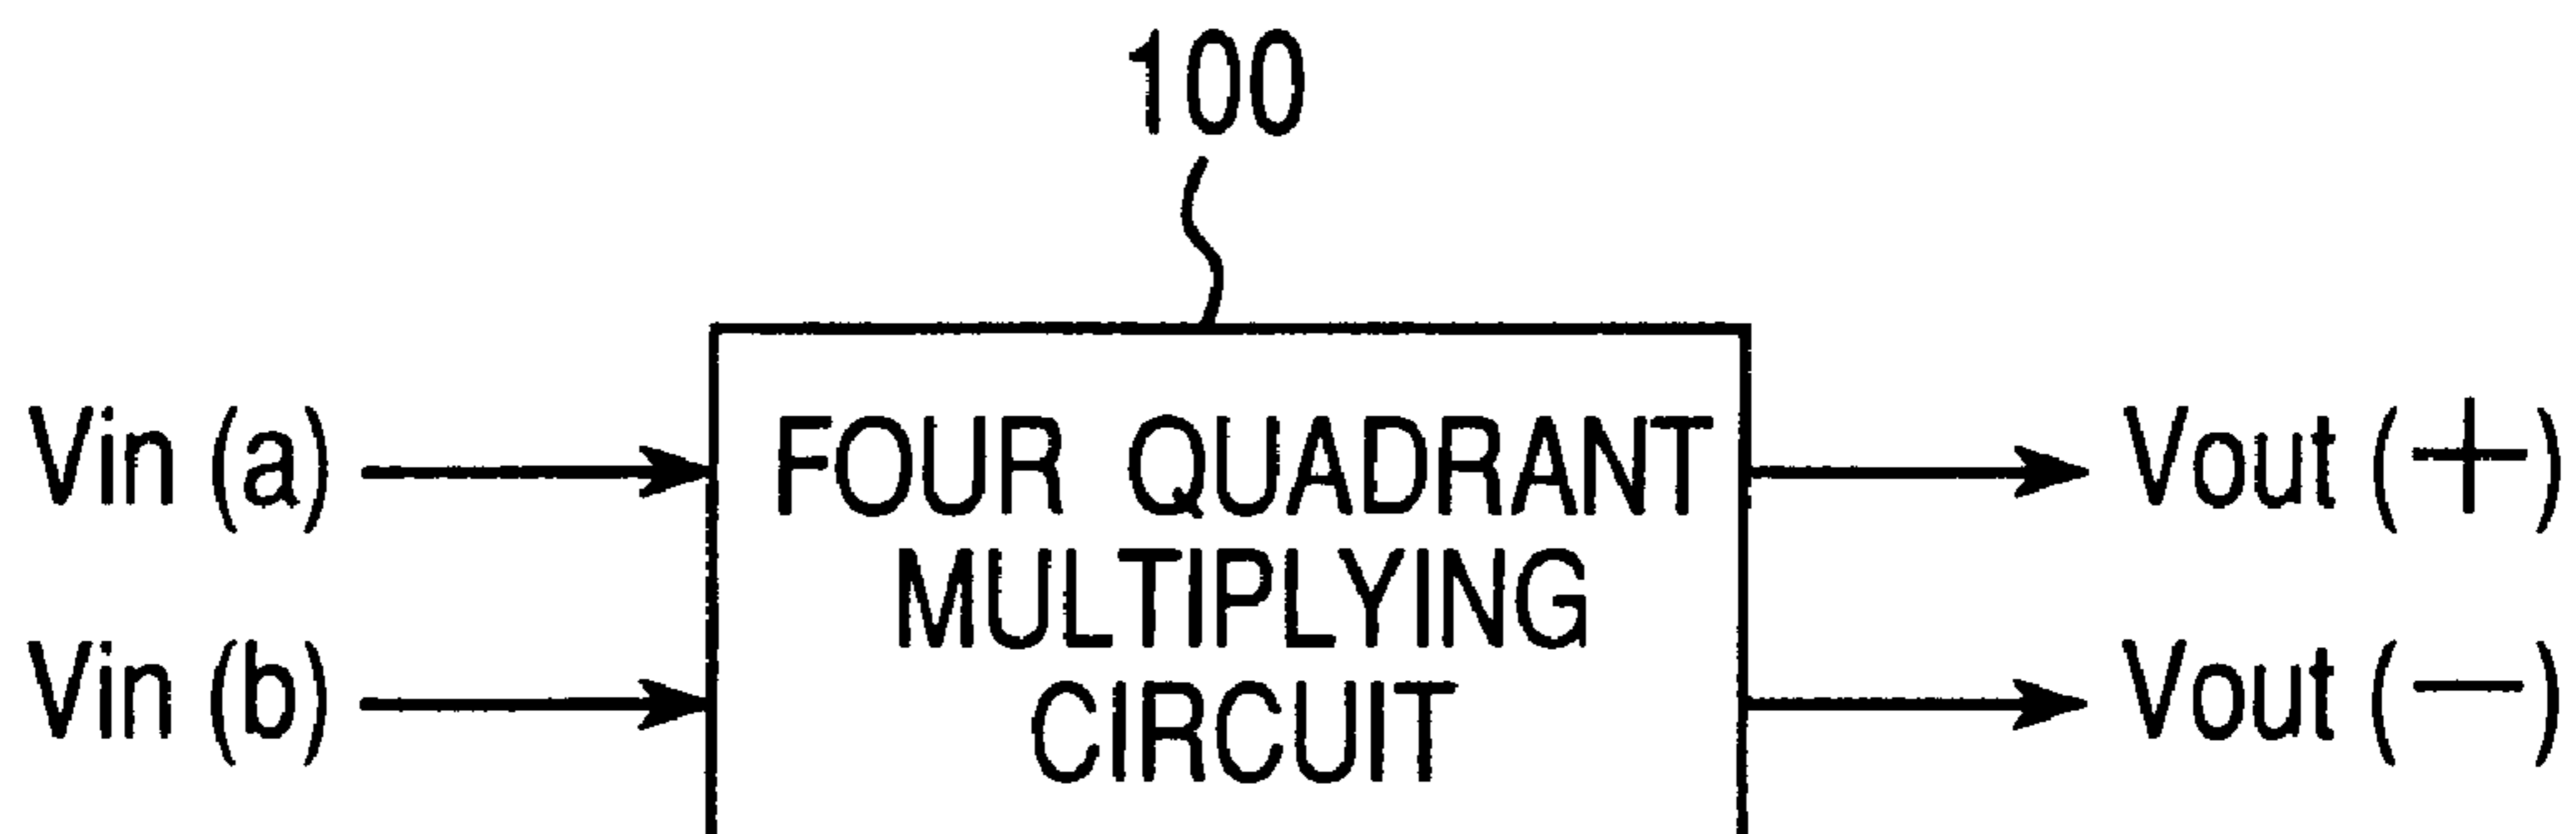 100
Vin (a)
FOUR QUADRANT
MULTIPLYING
CIRCUIT
Vin (b)
Vout (+)
Vout (−)